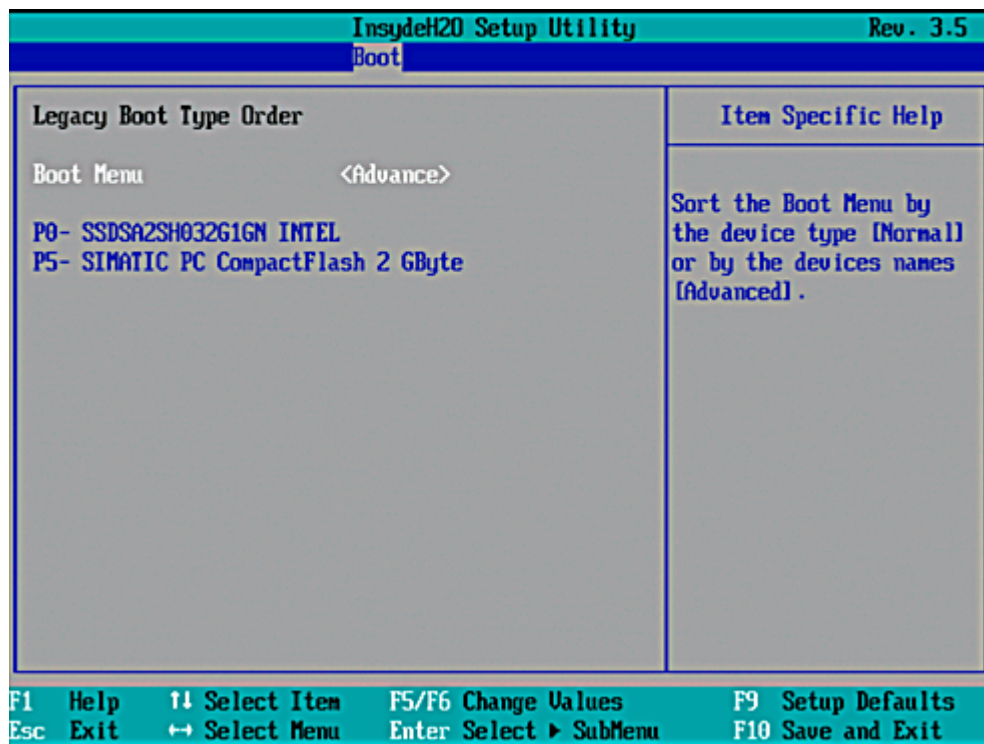 InsydeH20 Setup Utility Rev. 3.5
Boot
Legacy Boot Type Order
Boot Menu <Advance>
P0- SSDSA2SH032G1GN INTEL
P5- SIMATIC PC CompactFlash 2 GByte
Item Specific Help
Sort the Boot Menu by
the device type [Normal]
or by the devices names
[Advanced].
F1 Help ↑↓ Select Item F5/F6 Change Values F9 Setup Defaults
Esc Exit ↔ Select Menu Enter Select ▶ SubMenu F10 Save and Exit